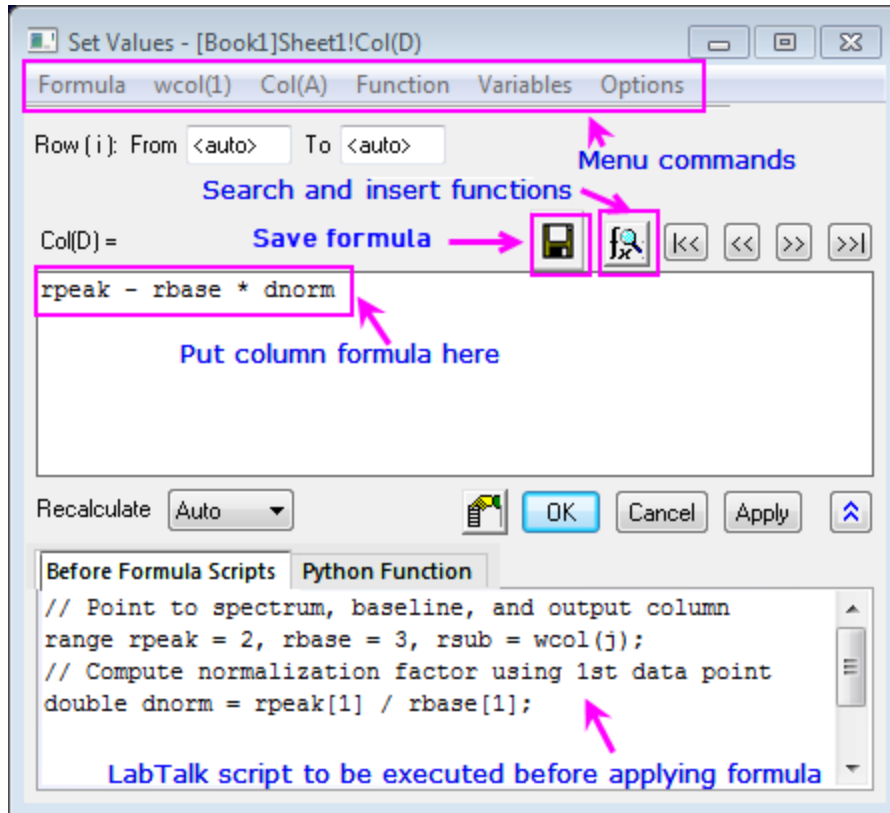 Set Values - [Book1]Sheet1!Col(D)
Formula wcol(1) Col(A) Function Variables Options
Row (i): From <auto> To <auto>
Menu commands
Search and insert functions
Col(D) = Save formula fx |<< << >> >>|
rpeak - rbase * dnorm
Put column formula here
Recalculate Auto OK Cancel Apply
Before Formula Scripts Python Function
// Point to spectrum, baseline, and output column
range rpeak = 2, rbase = 3, rsub = wcol(j);
// Compute normalization factor using 1st data point
double dnorm = rpeak[1] / rbase[1];
LabTalk script to be executed before applying formula